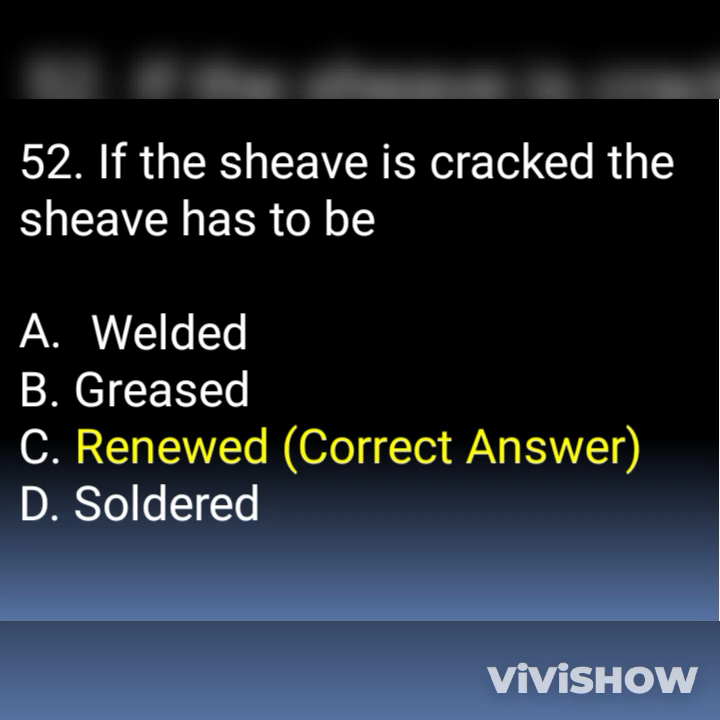 52. If the sheave is cracked the
sheave has to be
A. Welded
B. Greased
C. Renewed (Correct Answer)
D. Soldered
ViViSHOW